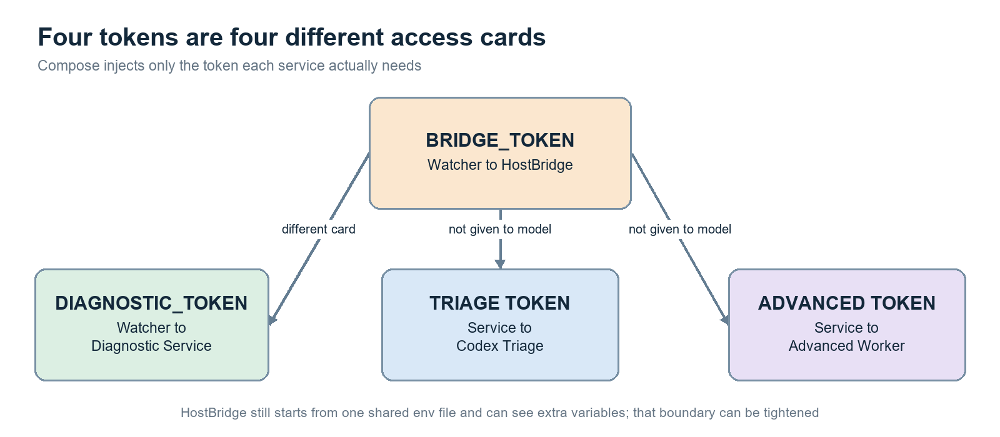 Four tokens are four different access cards
Compose injects only the token each service actually needs
BRIDGE_TOKEN
Watcher to HostBridge
different card
not given to model
not given to model
DIAGNOSTIC_TOKEN
Watcher to
Diagnostic Service
TRIAGE TOKEN
Service to
Codex Triage
ADVANCED TOKEN
Service to
Advanced Worker
HostBridge still starts from one shared env file and can see extra variables; that boundary can be tightened